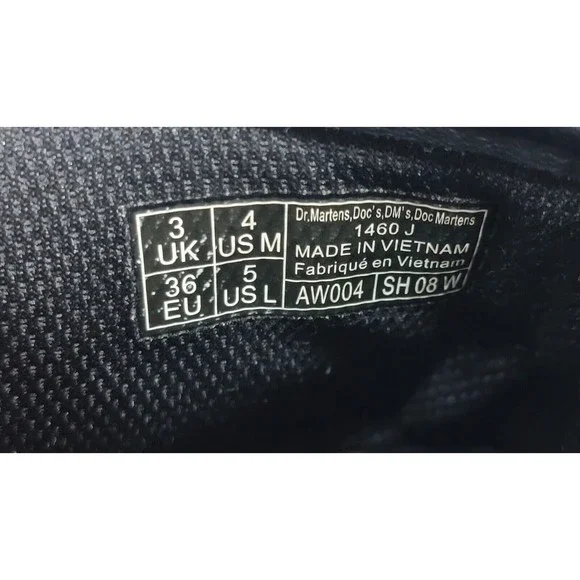 3
UK
4
US M
36
EU
5
US L
Dr.Martens,Doc's,DM's,Doc Martens
1460 J
MADE IN VIETNAM
Fabriqué en Vietnam
AW004
SH 08 W